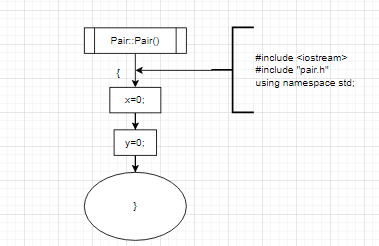 Pair::Pair()
{
#include <iostream>
#include "pair.h"
using namespace std;
x=0;
y=0;
}